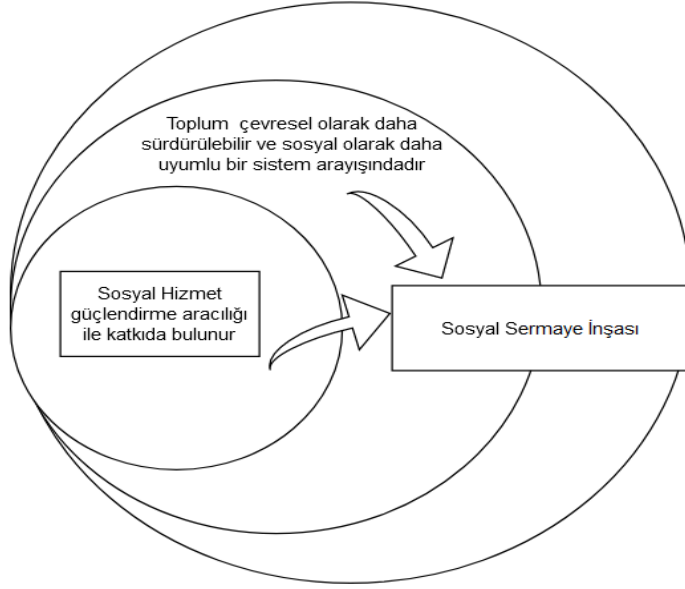 Toplum çevresel olarak daha
sürdürülebilir ve sosyal olarak daha
uyumlu bir sistem arayışındadır
Sosyal Hizmet
güçlendirme aracılığı
ile katkıda bulunur
Sosyal Sermaye İnşası